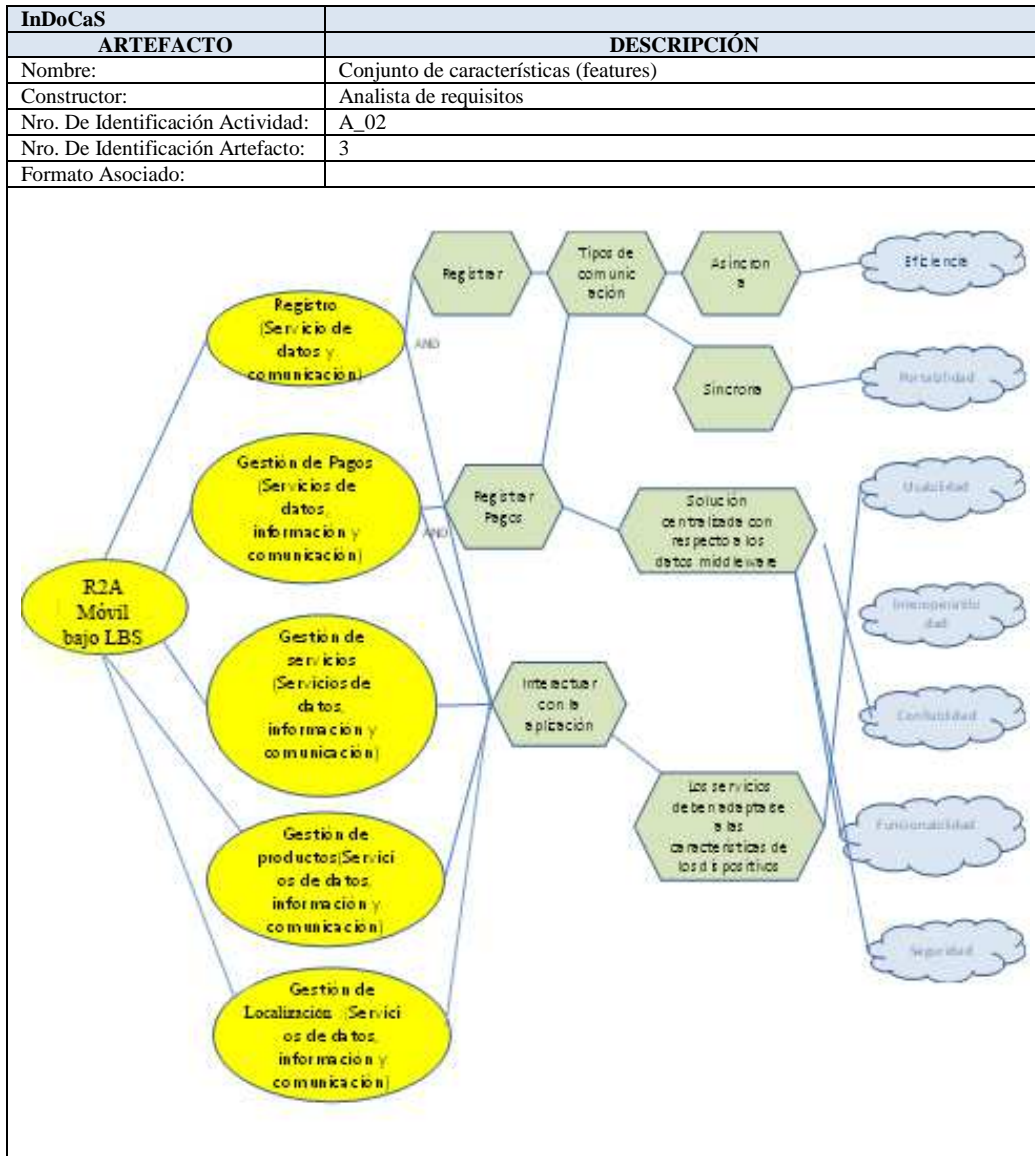 InDoCaS
ARTEFACTO DESCRIPCIÓN
Nombre: Conjunto de características (features)
Constructor: Analista de requisitos
Nro. De Identificación Actividad: A_02
Nro. De Identificación Artefacto: 3
Formato Asociado:
Registrar
Tipos de
comunic
ación
Asincron
a
Eficiencia
Registro
(Servicio de
datos y
comunicación)
AND
Sincrona
Portabilidad
Gestión de Pagos
(Servicios de
datos,
información y
comunicación)
AND
Registrar
Pagos
Solución
centralizada con
respecto a los
datos middleware
Usabilidad
R2A
Móvil
bajo LBS
Interoperabili
dad
Gestión de
servicios
(Servicios de
datos,
información y
comunicación)
Interactuar
con la
aplización
Confiabilidad
Los servicios
deben adaptarse
a las
características de
los dispositivos
Funcionabilidad
Gestión de
productos(Servici
os de datos,
información y
comunicación)
Seguridad
Gestión de
Localización (Servici
os de datos,
información y
comunicación)